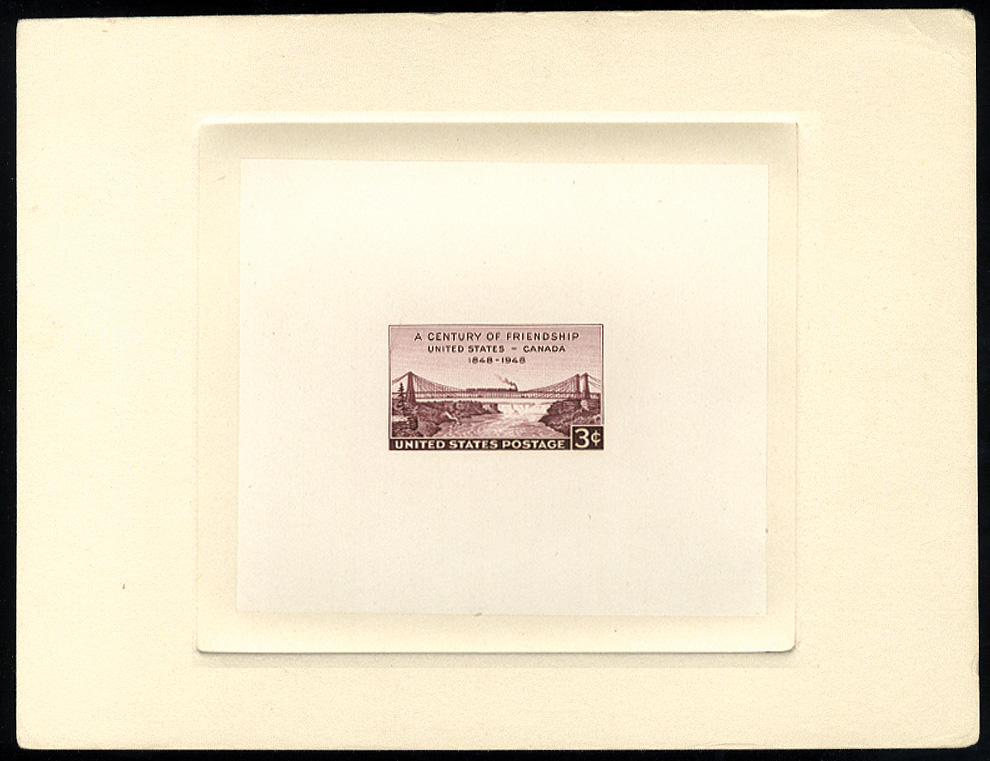 A CENTURY OF FRIENDSHIP
UNITED STATES - CANADA
1848-1948
UNITED STATES POSTAGE 3¢